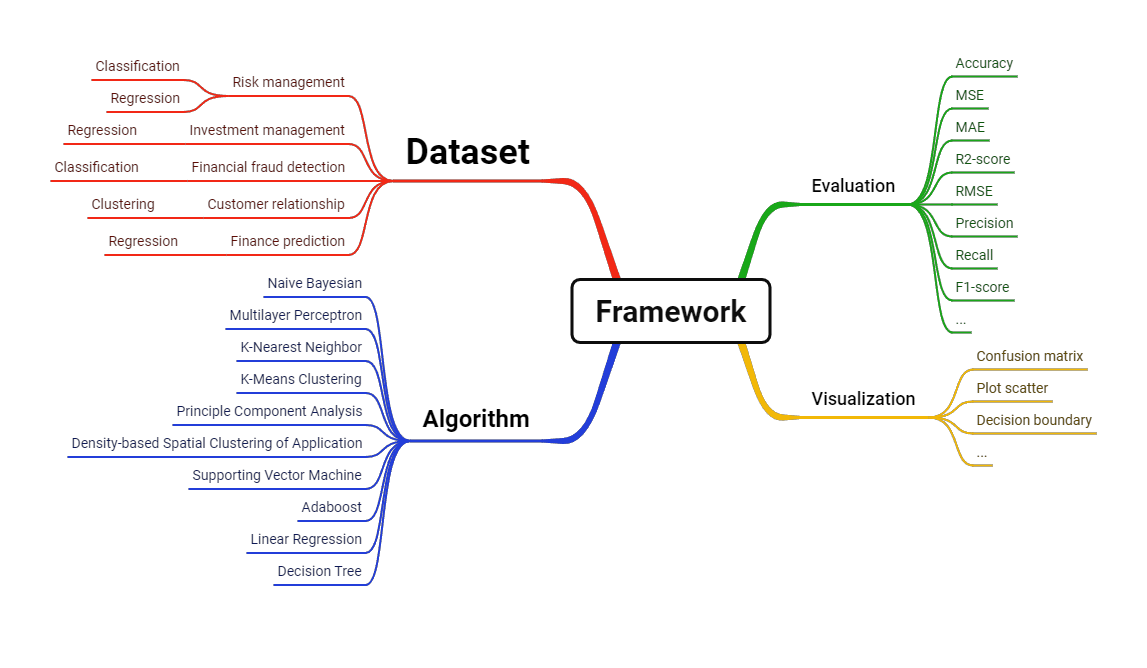 Framework
Dataset
Risk management
Classification
Regression
Investment management
Regression
Financial fraud detection
Classification
Customer relationship
Clustering
Finance prediction
Regression
Algorithm
Naive Bayesian
Multilayer Perceptron
K-Nearest Neighbor
K-Means Clustering
Principle Component Analysis
Density-based Spatial Clustering of Application
Supporting Vector Machine
Adaboost
Linear Regression
Decision Tree
Evaluation
Accuracy
MSE
MAE
R2-score
RMSE
Precision
Recall
F1-score
...
Visualization
Confusion matrix
Plot scatter
Decision boundary
...